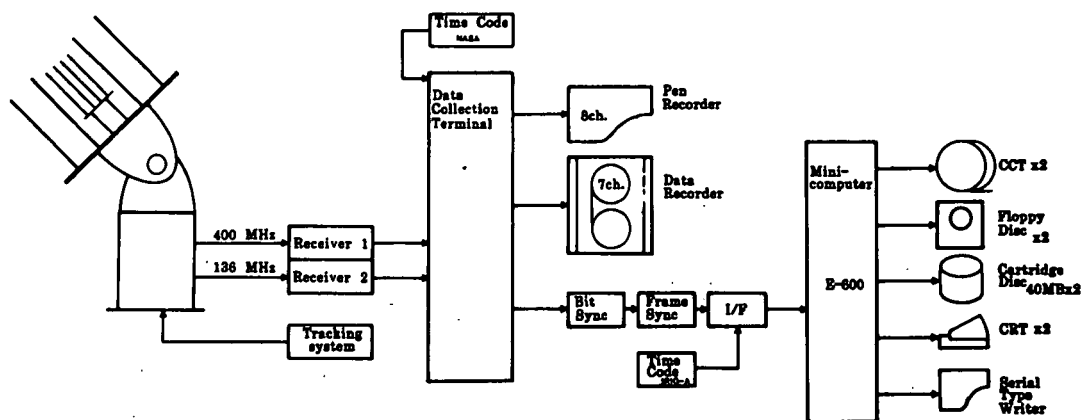 Time Code
NASA
Data
Collection
Terminal
8ch.
Pen
Recorder
7ch.
Data
Recorder
400 MHz
Receiver 1
136 MHz
Receiver 2
Tracking
system
Bit
Sync
Frame
Sync
I/F
Time
Code
IRIG-A
Mini-
computer
E-600
CCT x2
Floppy
Disc x2
Cartridge
Disc 40MBx2
CRT x2
Serial
Type
Writer